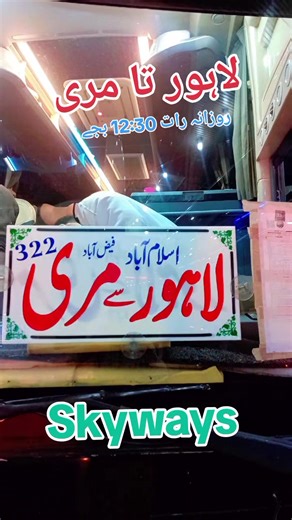 لاہور تا مری
روزانہ رات 12:30 بجے
322 فیض آباد اسلام آباد
لاہور سے مری
Skyways